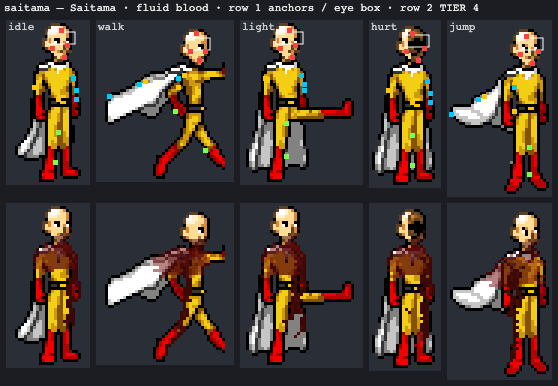 saitama — Saitama · fluid blood · row 1 anchors / eye box · row 2 TIER 4
idle
walk
light
hurt
jump